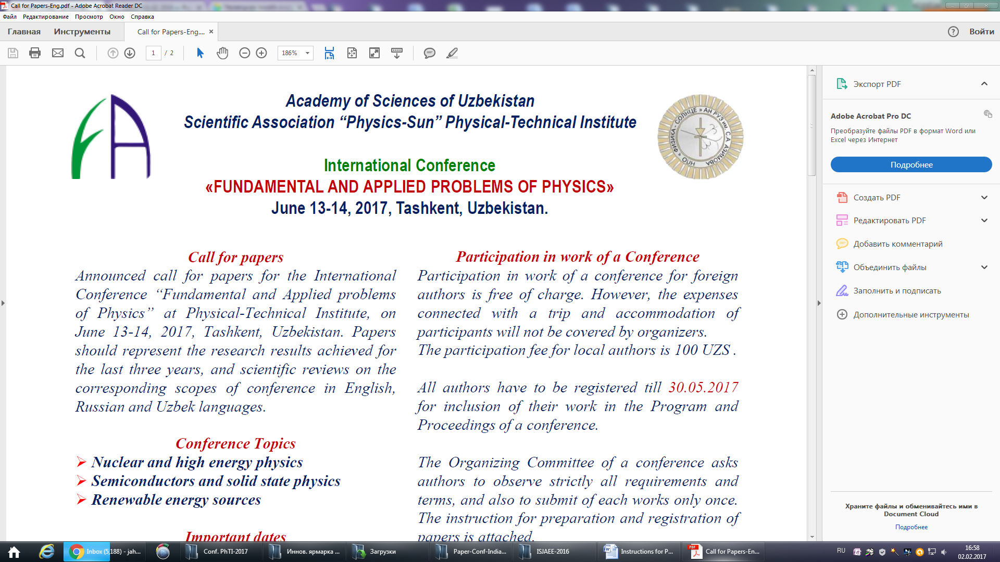 Call for Papers-Eng.pdf - Adobe Acrobat Reader DC
Файл Редактирование Просмотр Окно Справка
Главная Инструменты Call for Papers-Eng.... × Войти
1 / 2 186%
Academy of Sciences of Uzbekistan
Scientific Association “Physics-Sun” Physical-Technical Institute
International Conference
«FUNDAMENTAL AND APPLIED PROBLEMS OF PHYSICS»
June 13-14, 2017, Tashkent, Uzbekistan.
НПО «ФИЗИКА - СОЛНЦЕ» АН РУЗ им. С.А. АЗИМОВА
Call for papers
Announced call for papers for the International
Conference “Fundamental and Applied problems
of Physics” at Physical-Technical Institute, on
June 13-14, 2017, Tashkent, Uzbekistan. Papers
should represent the research results achieved for
the last three years, and scientific reviews on the
corresponding scopes of conference in English,
Russian and Uzbek languages.
Conference Topics
Nuclear and high energy physics
Semiconductors and solid state physics
Renewable energy sources
Important dates
Participation in work of a Conference
Participation in work of a conference for foreign
authors is free of charge. However, the expenses
connected with a trip and accommodation of
participants will not be covered by organizers.
The participation fee for local authors is 100 UZS .
All authors have to be registered till 30.05.2017
for inclusion of their work in the Program and
Proceedings of a conference.
The Organizing Committee of a conference asks
authors to observe strictly all requirements and
terms, and also to submit of each works only once.
The instruction for preparation and registration of
papers is attached.
Экспорт PDF
Adobe Acrobat Pro DC
Преобразуйте файлы PDF в формат Word или
Excel через Интернет
Подробнее
Создать PDF
Редактировать PDF
Добавить комментарий
Объединить файлы
Заполнить и подписать
Дополнительные инструменты
Храните файлы и обменивайтесь ими в
Document Cloud
Подробнее
Inbox (5,188) - jah... Conf. PhTI-2017 Иннов. ярмарка ... Загрузки Paper-Conf-India... ISJAEE-2016 Instructions for P... Call for Papers-En... RU 16:58
02.02.2017